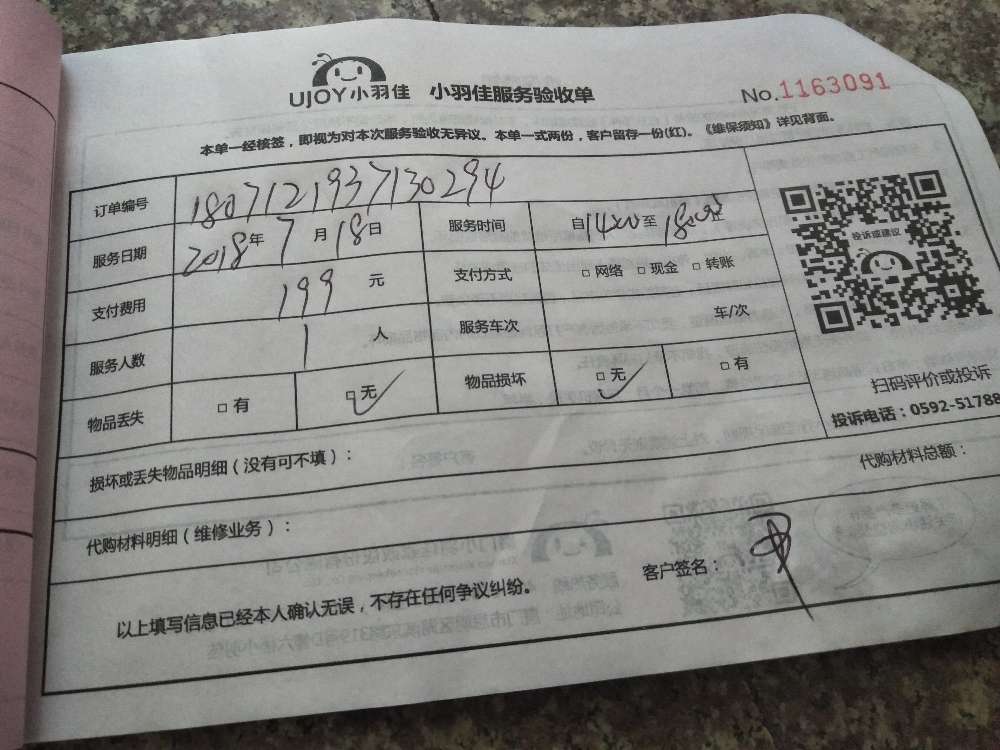 UJOY小羽佳 小羽佳服务验收单 No.1163091
本单一经核签，即视为对本次服务验收无异议。本单一式两份，客户留存一份(红)。《维保须知》详见背面。
订单编号 1807121937130294
服务日期 2018年7月18日 服务时间 自14:00至18:00
支付费用 199元 支付方式 □网络 □现金 □转账
服务人数 1人 服务车次 车/次
物品丢失 □有 □无 物品损坏 □无 □有
投诉或建议
扫码评价或投诉
投诉电话：0592-51788
损坏或丢失物品明细（没有可不填）：
代购材料明细（维修业务）： 代购材料总额：
以上填写信息已经本人确认无误，不存在任何争议纠纷。 客户签名：